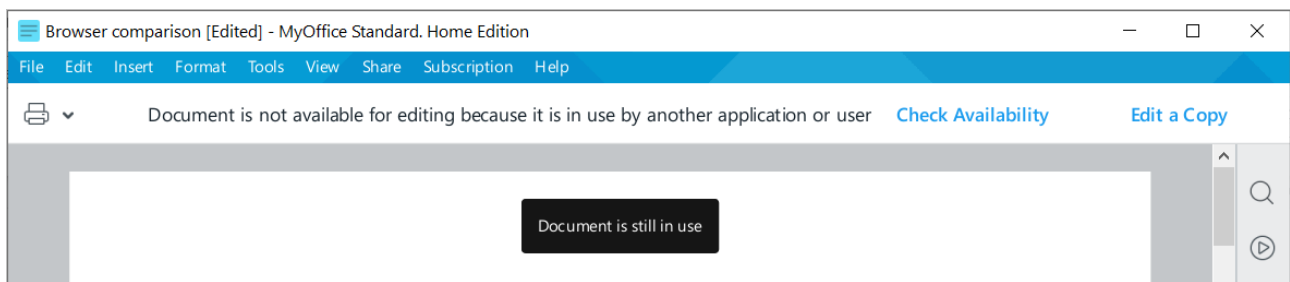 Browser comparison [Edited] - MyOffice Standard. Home Edition
File Edit Insert Format Tools View Share Subscription Help
Document is not available for editing because it is in use by another application or user Check Availability Edit a Copy
Document is still in use